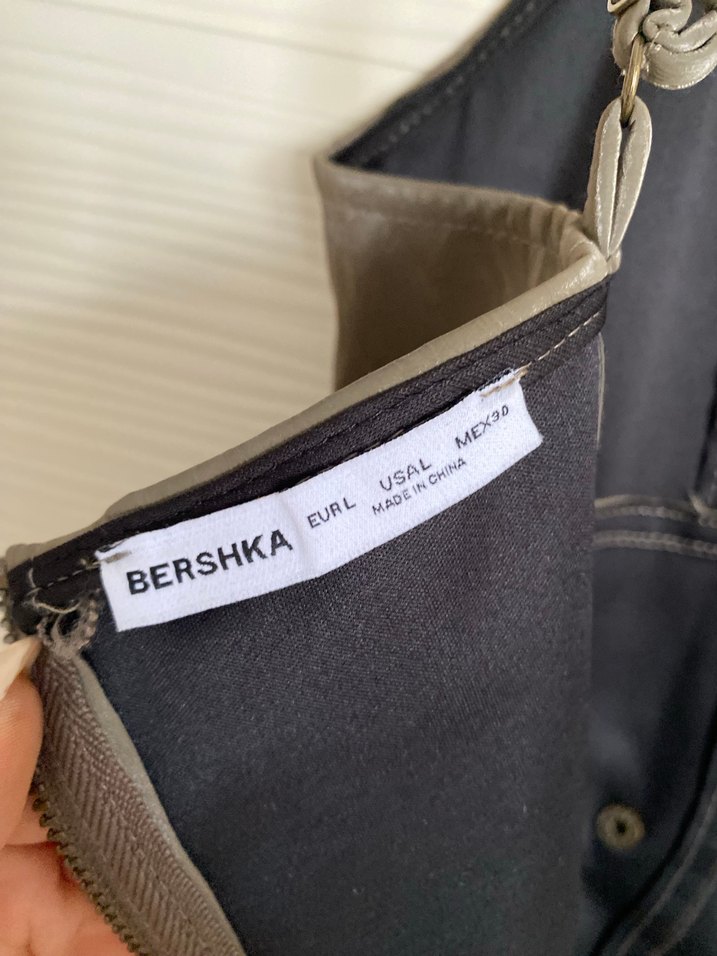 BERSHKA EUR L USA L MEX 30
MADE IN CHINA